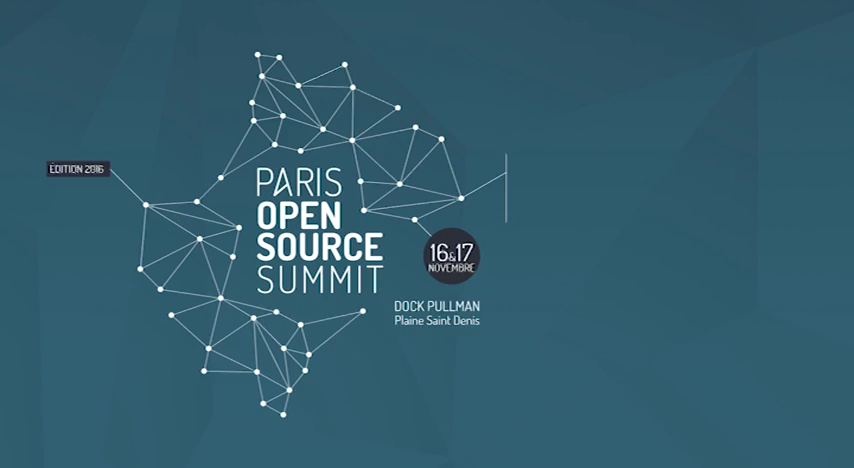 EDITION 2016
PARIS
OPEN
SOURCE
SUMMIT
16&17
NOVEMBRE
DOCK PULLMAN
Plaine Saint Denis